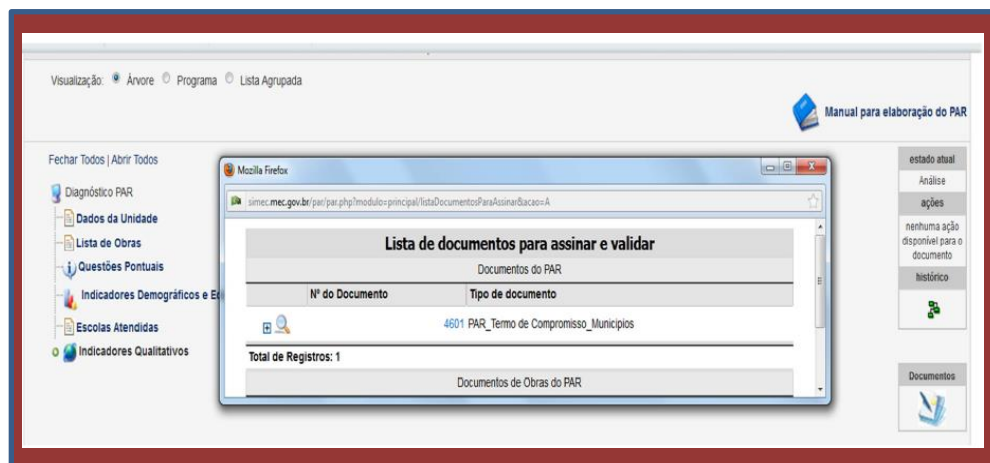 Visualização: Árvore Programa Lista Agrupada
Manual para elaboração do PAR
Fechar Todos | Abrir Todos
Diagnóstico PAR
Dados da Unidade
Lista de Obras
Questões Pontuais
Indicadores Demográficos e
Escolas Atendidas
Indicadores Qualitativos
Mozilla Firefox
simec.mec.gov.br/par/par.php?modulo=principal/listaDocumentosParaAssinar&acao=A
Lista de documentos para assinar e validar
Documentos do PAR
Nº do Documento Tipo de documento
4601 PAR_Termo de Compromisso_Municipios
Total de Registros: 1
Documentos de Obras do PAR
estado atual
Análise
ações
nenhuma ação
disponível para o
documento
histórico
Documentos